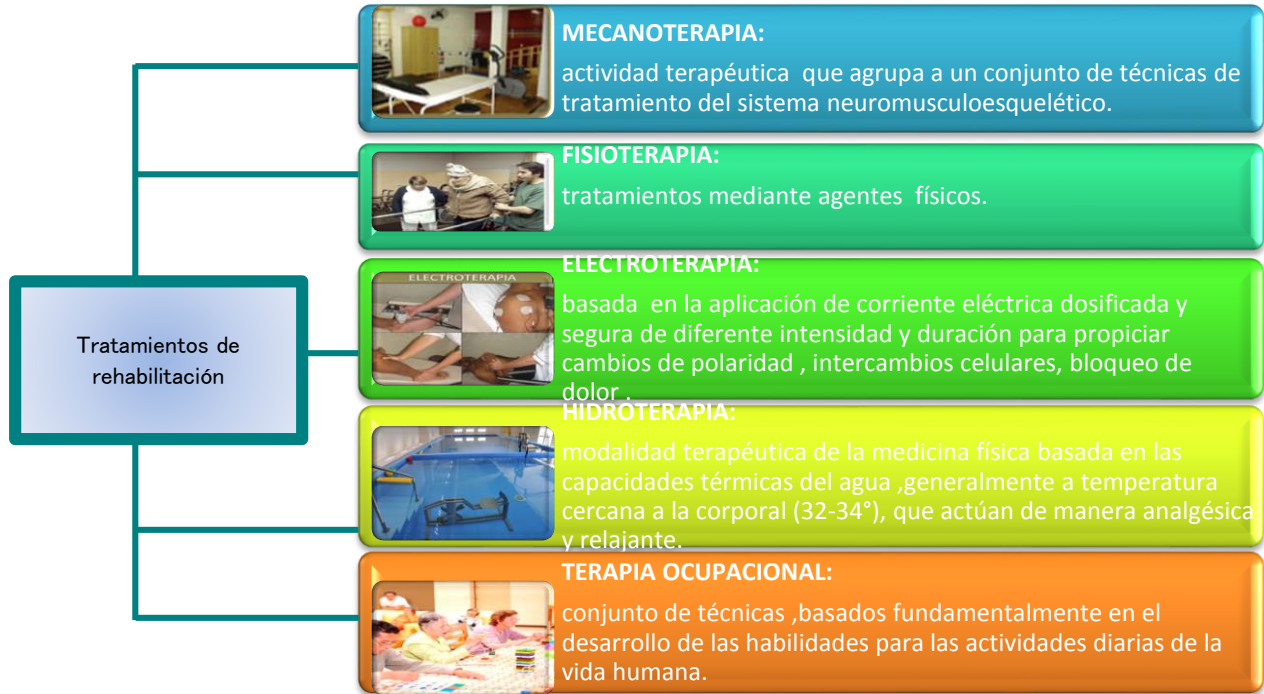 Tratamientos de
rehabilitación
MECANOTERAPIA:
actividad terapéutica que agrupa a un conjunto de técnicas de
tratamiento del sistema neuromusculoesquelético.
FISIOTERAPIA:
tratamientos mediante agentes físicos.
ELECTROTERAPIA
ELECTROTERAPIA:
basada en la aplicación de corriente eléctrica dosificada y
segura de diferente intensidad y duración para propiciar
cambios de polaridad , intercambios celulares, bloqueo de
dolor .
HIDROTERAPIA:
modalidad terapéutica de la medicina física basada en las
capacidades térmicas del agua ,generalmente a temperatura
cercana a la corporal (32-34°), que actúan de manera analgésica
y relajante.
TERAPIA OCUPACIONAL:
conjunto de técnicas ,basados fundamentalmente en el
desarrollo de las habilidades para las actividades diarias de la
vida humana.